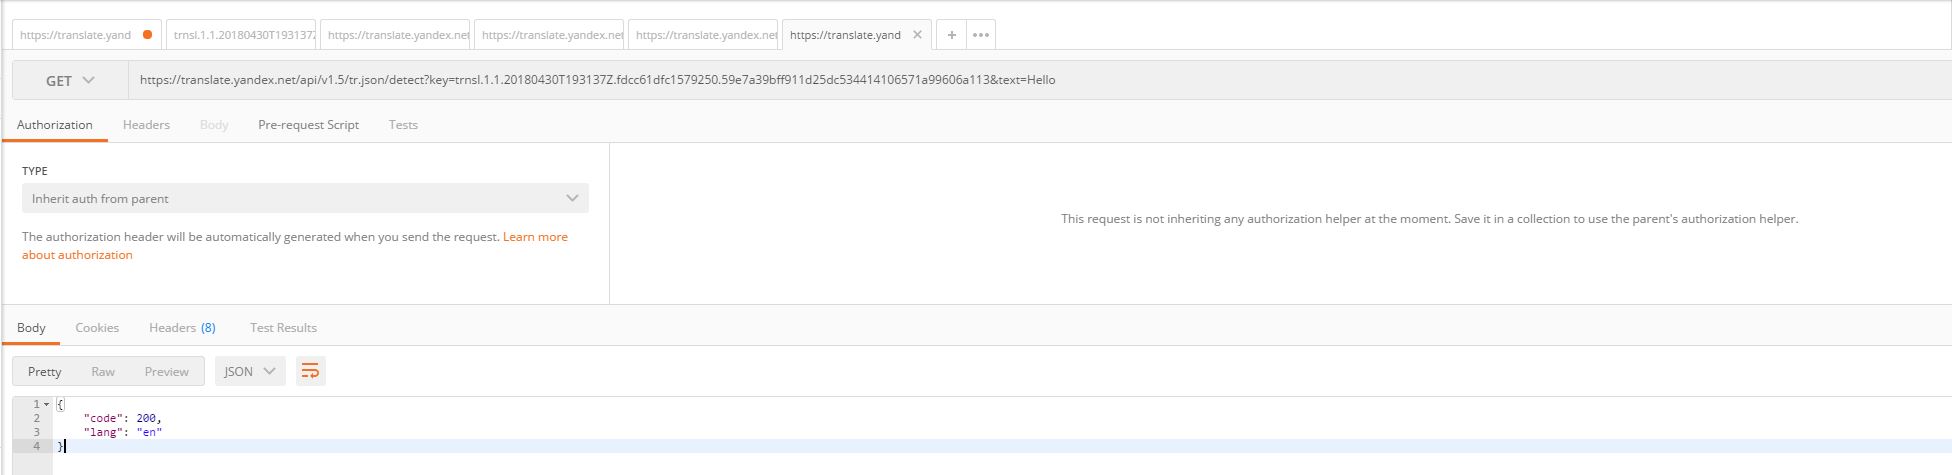 https://translate.yand trnsl.1.1.20180430T193137Z https://translate.yandex.net https://translate.yandex.net https://translate.yandex.net https://translate.yand
GET https://translate.yandex.net/api/v1.5/tr.json/detect?key=trnsl.1.1.20180430T193137Z.fdcc61dfc1579250.59e7a39bff911d25dc534414106571a99606a113&text=Hello
Authorization Headers Body Pre-request Script Tests
TYPE
Inherit auth from parent
This request is not inheriting any authorization helper at the moment. Save it in a collection to use the parent's authorization helper.
The authorization header will be automatically generated when you send the request. Learn more
about authorization
Body Cookies Headers (8) Test Results
Pretty Raw Preview JSON
1 {
2 "code": 200,
3 "lang": "en"
4 }